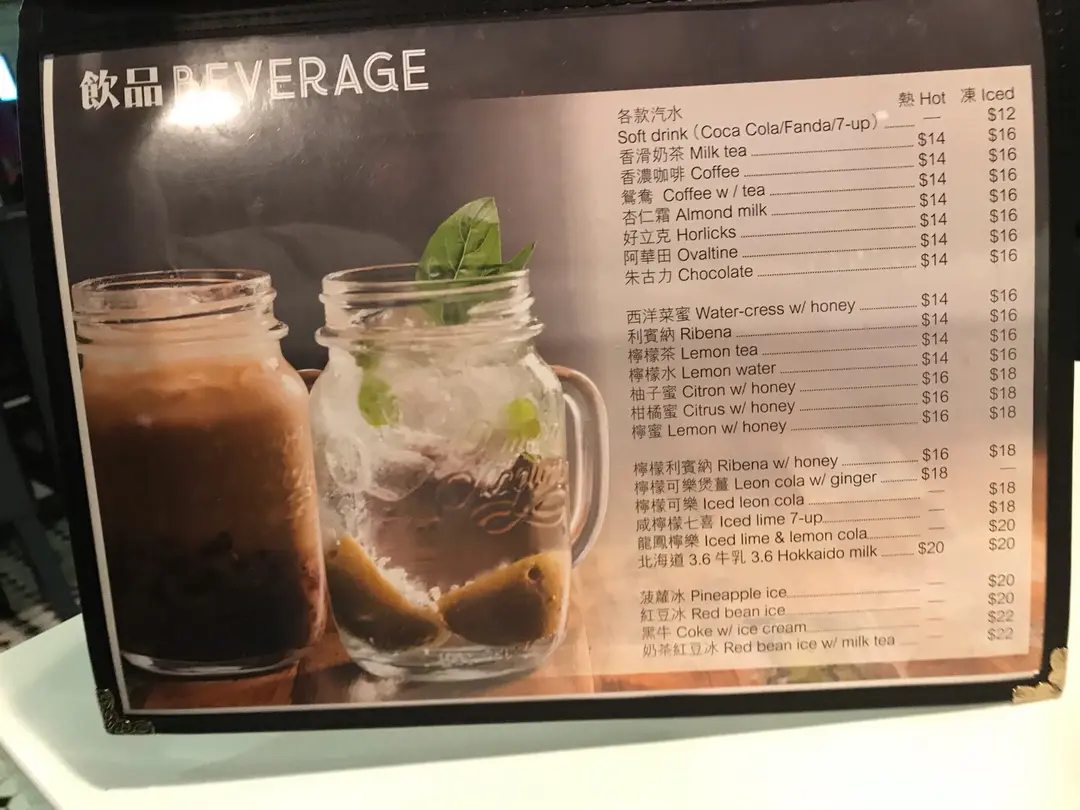 飲品 BEVERAGE
熱 Hot 凍 Iced
各款汽水
Soft drink (Coca Cola/Fanda/7-up) — $12
香滑奶茶 Milk tea $14 $16
香濃咖啡 Coffee $14 $16
鴛鴦 Coffee w / tea $14 $16
杏仁霜 Almond milk $14 $16
好立克 Horlicks $14 $16
阿華田 Ovaltine $14 $16
朱古力 Chocolate $14 $16
西洋菜蜜 Water-cress w/ honey $14 $16
利賓納 Ribena $14 $16
檸檬茶 Lemon tea $14 $16
檸檬水 Lemon water $14 $16
柚子蜜 Citron w/ honey $16 $18
柑橘蜜 Citrus w/ honey $16 $18
檸蜜 Lemon w/ honey $16 $18
檸檬利賓納 Ribena w/ honey $16 $18
檸檬可樂煲薑 Leon cola w/ ginger $18 —
檸檬可樂 Iced leon cola — $18
咸檸檬七喜 Iced lime 7-up — $18
龍鳳檸樂 Iced lime & lemon cola — $20
北海道 3.6 牛乳 3.6 Hokkaido milk $20 $20
菠蘿冰 Pineapple ice — $20
紅豆冰 Red bean ice — $20
黑牛 Coke w/ ice cream — $22
奶茶紅豆冰 Red bean ice w/ milk tea — $22